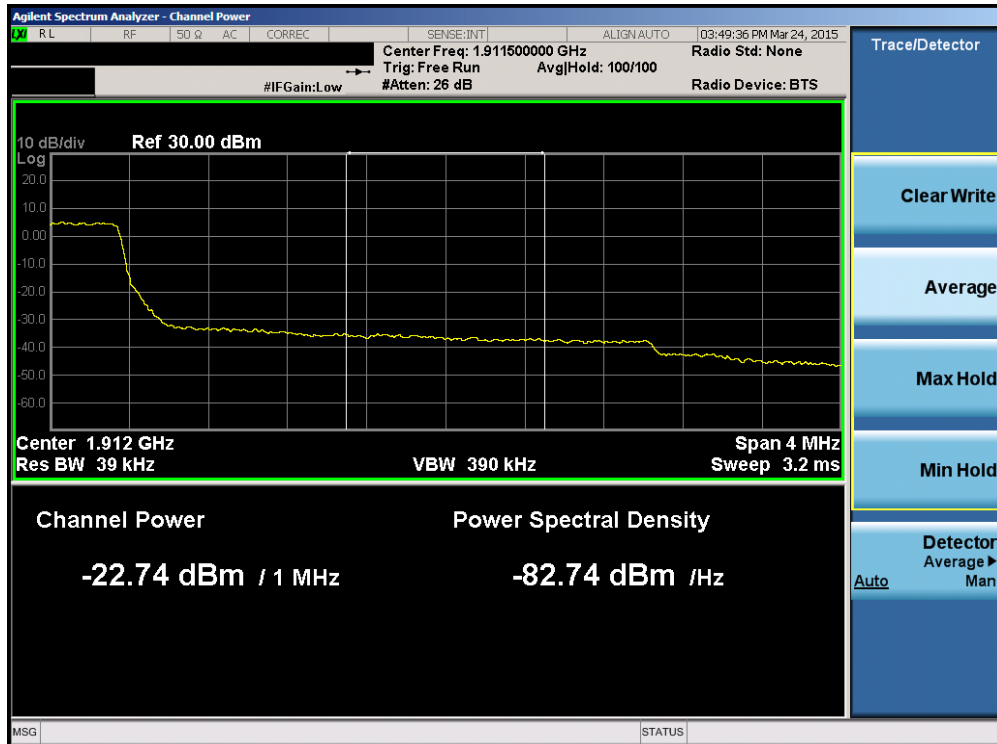 Agilent Spectrum Analyzer - Channel Power
LXI RL RF 50 Ω AC CORREC SENSE:INT ALIGN AUTO 03:49:36 PM Mar 24, 2015
Center Freq: 1.911500000 GHz Radio Std: None
Trig: Free Run Avg|Hold: 100/100
#IFGain:Low #Atten: 26 dB Radio Device: BTS
10 dB/div Ref 30.00 dBm
Log
20.0
10.0
0.00
-10.0
-20.0
-30.0
-40.0
-50.0
-60.0
Center 1.912 GHz Span 4 MHz
Res BW 39 kHz VBW 390 kHz Sweep 3.2 ms
Channel Power Power Spectral Density
-22.74 dBm / 1 MHz -82.74 dBm /Hz
MSG STATUS
Trace/Detector
Clear Write
Average
Max Hold
Min Hold
Detector
Average
Auto Man